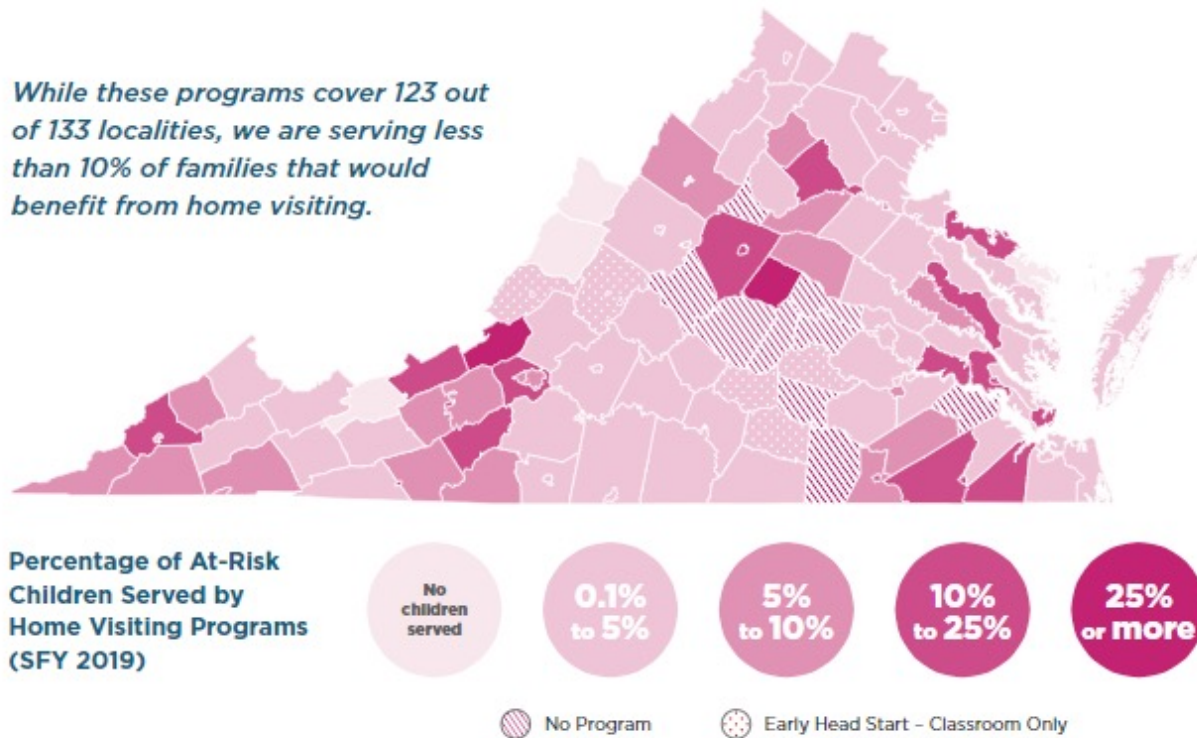 While these programs cover 123 out
of 133 localities, we are serving less
than 10% of families that would
benefit from home visiting.
Percentage of At-Risk
Children Served by
Home Visiting Programs
(SFY 2019)
No
children
served
0.1%
to 5%
5%
to 10%
10%
to 25%
25%
or more
No Program
Early Head Start – Classroom Only